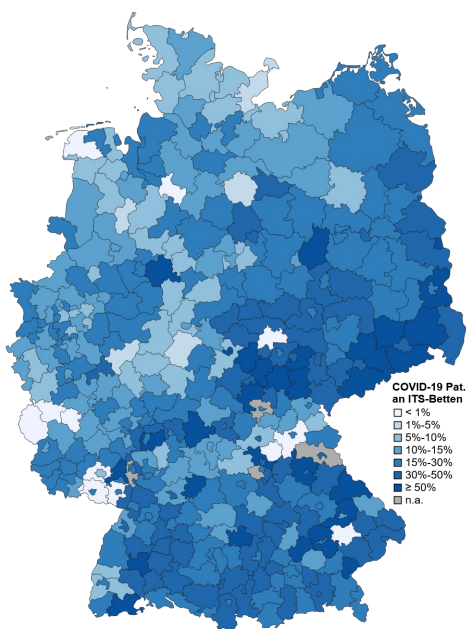 COVID-19 Pat.
an ITS-Betten
< 1%
1%-5%
5%-10%
10%-15%
15%-30%
30%-50%
≥ 50%
n.a.